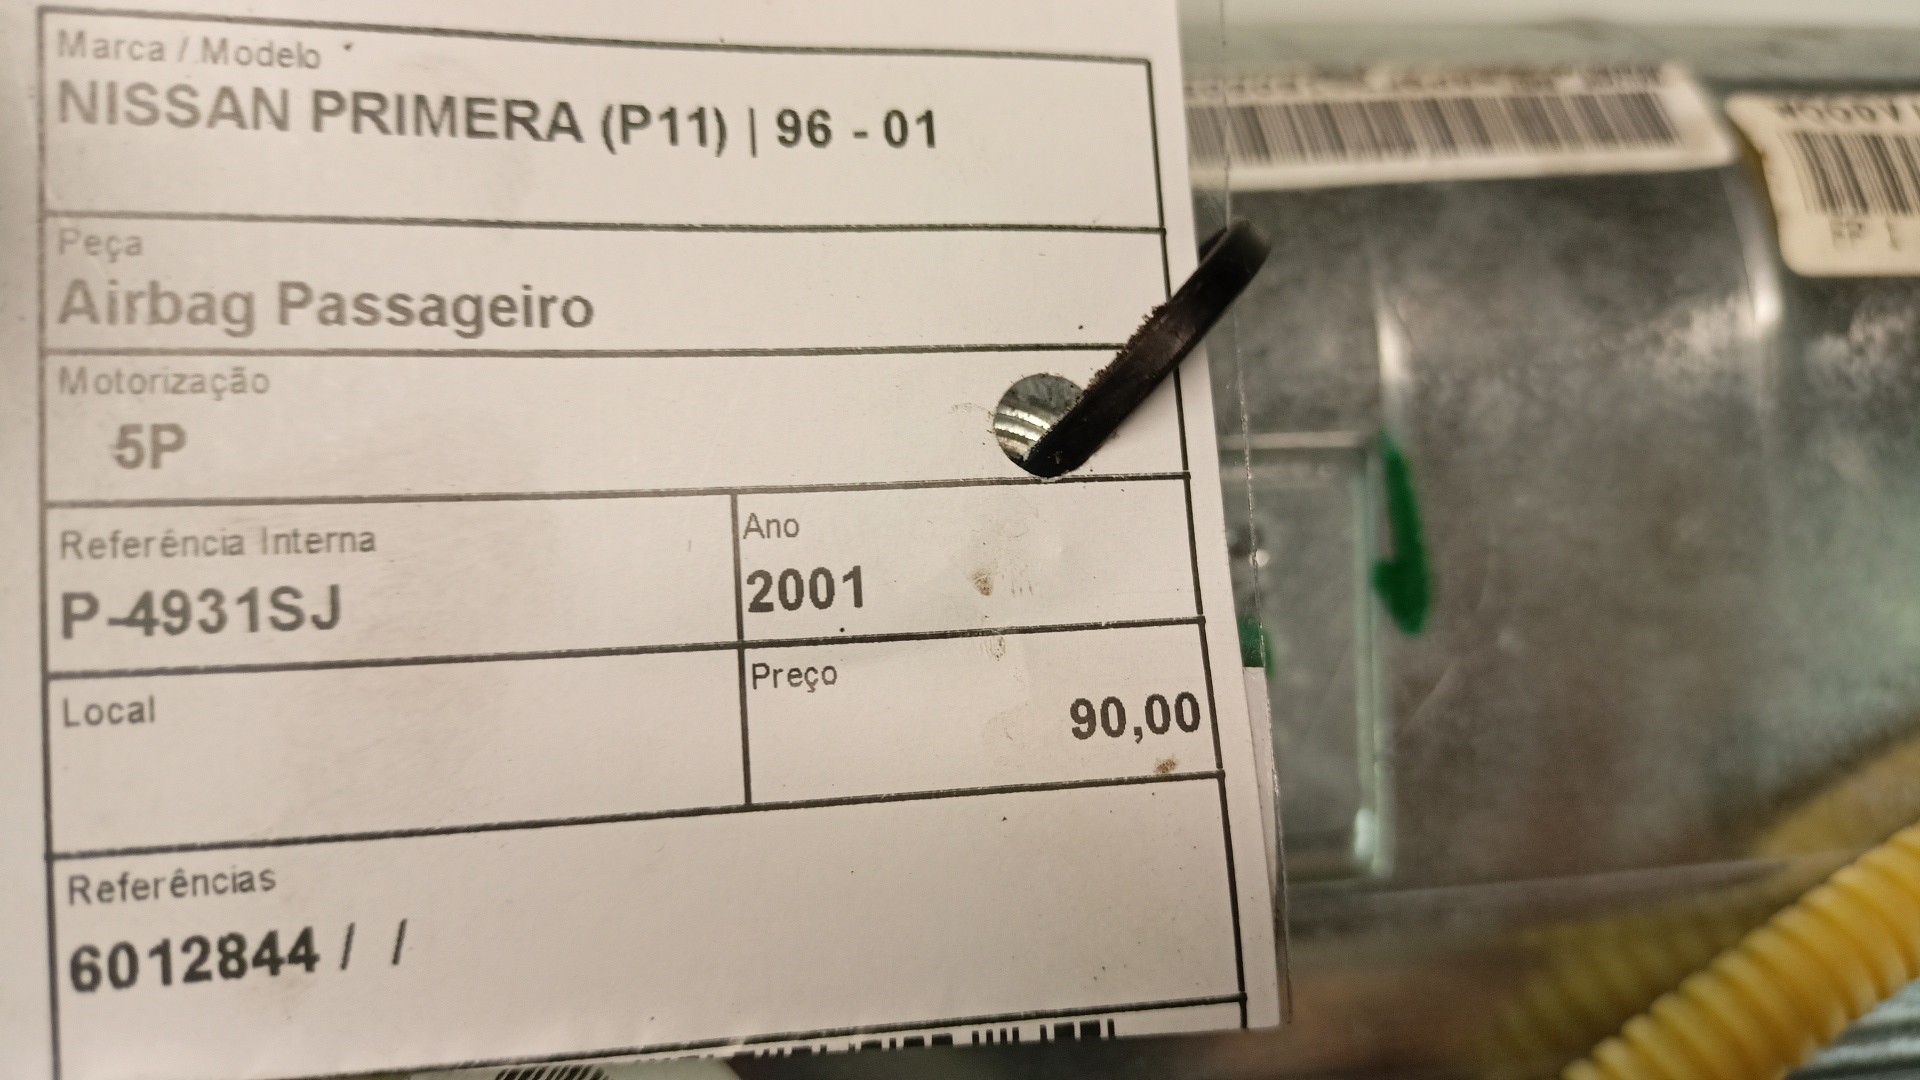 Marca / Modelo
NISSAN PRIMERA (P11) | 96 - 01
Peça
Airbag Passageiro
Motorização
5P
Referência Interna
P-4931SJ
Ano
2001
Local
Preço
90,00
Referências
6012844 / /